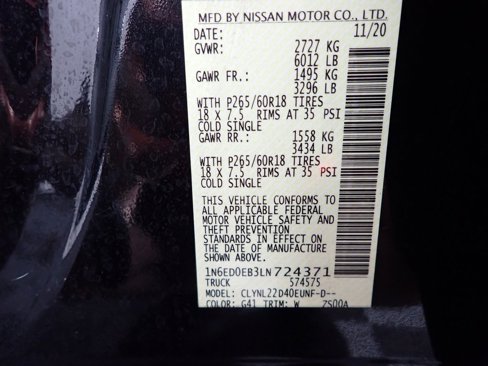 MFD BY NISSAN MOTOR CO., LTD.
DATE: 11/20
GVWR: 2727 KG
6012 LB
GAWR FR.: 1495 KG
3296 LB
WITH P265/60R18 TIRES
18 X 7.5 RIMS AT 35 PSI
COLD SINGLE
GAWR RR.: 1558 KG
3434 LB
WITH P265/60R18 TIRES
18 X 7.5 RIMS AT 35 PSI
COLD SINGLE
THIS VEHICLE CONFORMS TO
ALL APPLICABLE FEDERAL
MOTOR VEHICLE SAFETY AND
THEFT PREVENTION
STANDARDS IN EFFECT ON
THE DATE OF MANUFACTURE
SHOWN ABOVE.
1N6ED0EB3LN724371
TRUCK 574575
MODEL: CLYNL22D40EUNF-D--
COLOR: G41 TRIM: W ZS00A